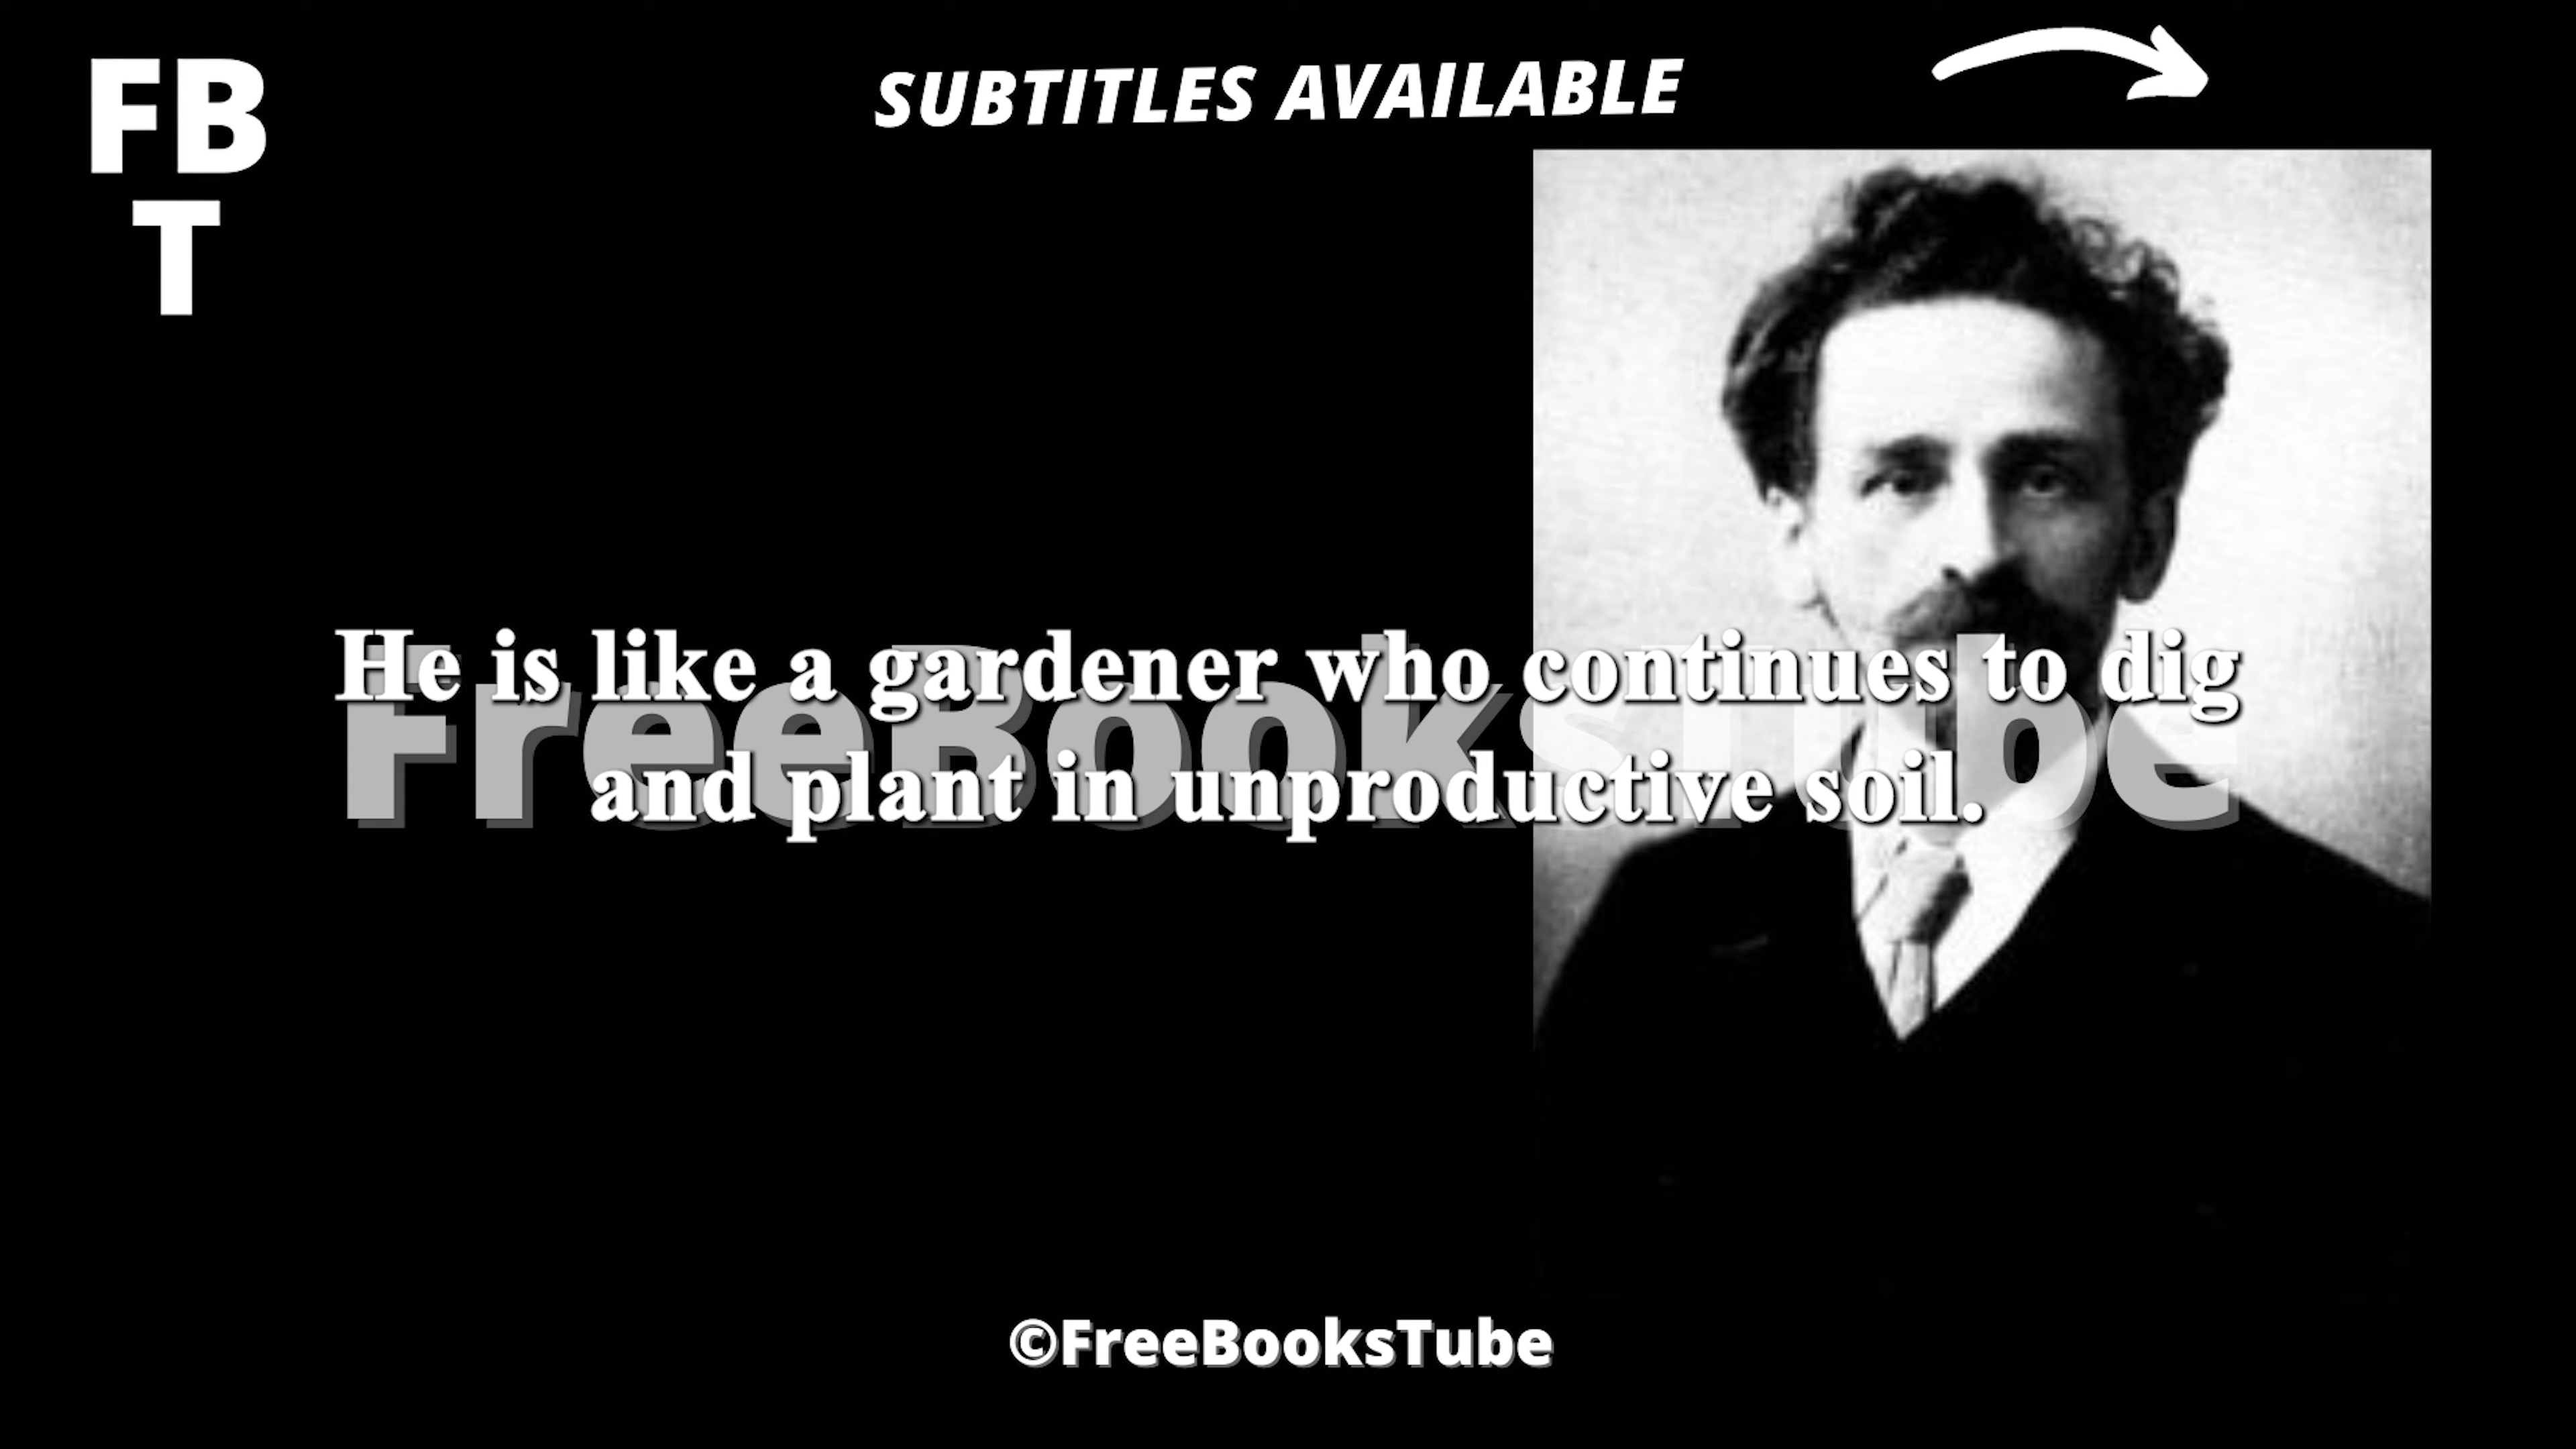 FB
T
SUBTITLES AVAILABLE
He is like a gardener who continues to dig
and plant in unproductive soil.
FreeBooksTube
©FreeBooksTube